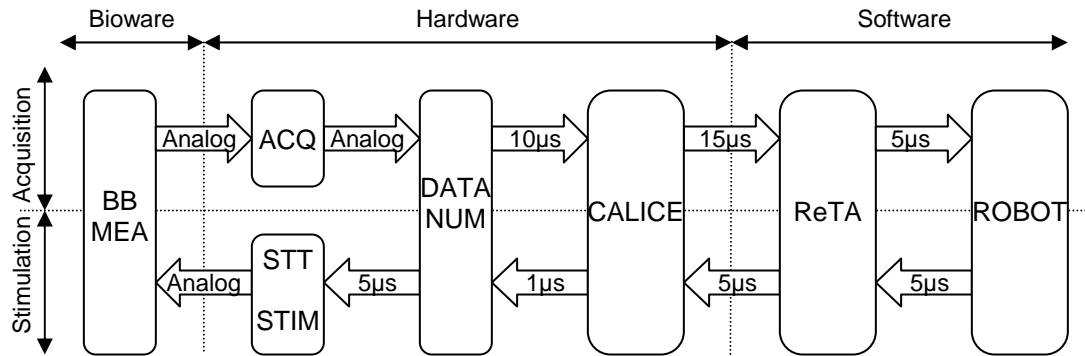 Bioware
Hardware
Software
Acquisition
Stimulation
BB
MEA
Analog
ACQ
Analog
DATA
NUM
10µs
CALICE
15µs
ReTA
5µs
ROBOT
Analog
STT
STIM
5µs
1µs
5µs
5µs